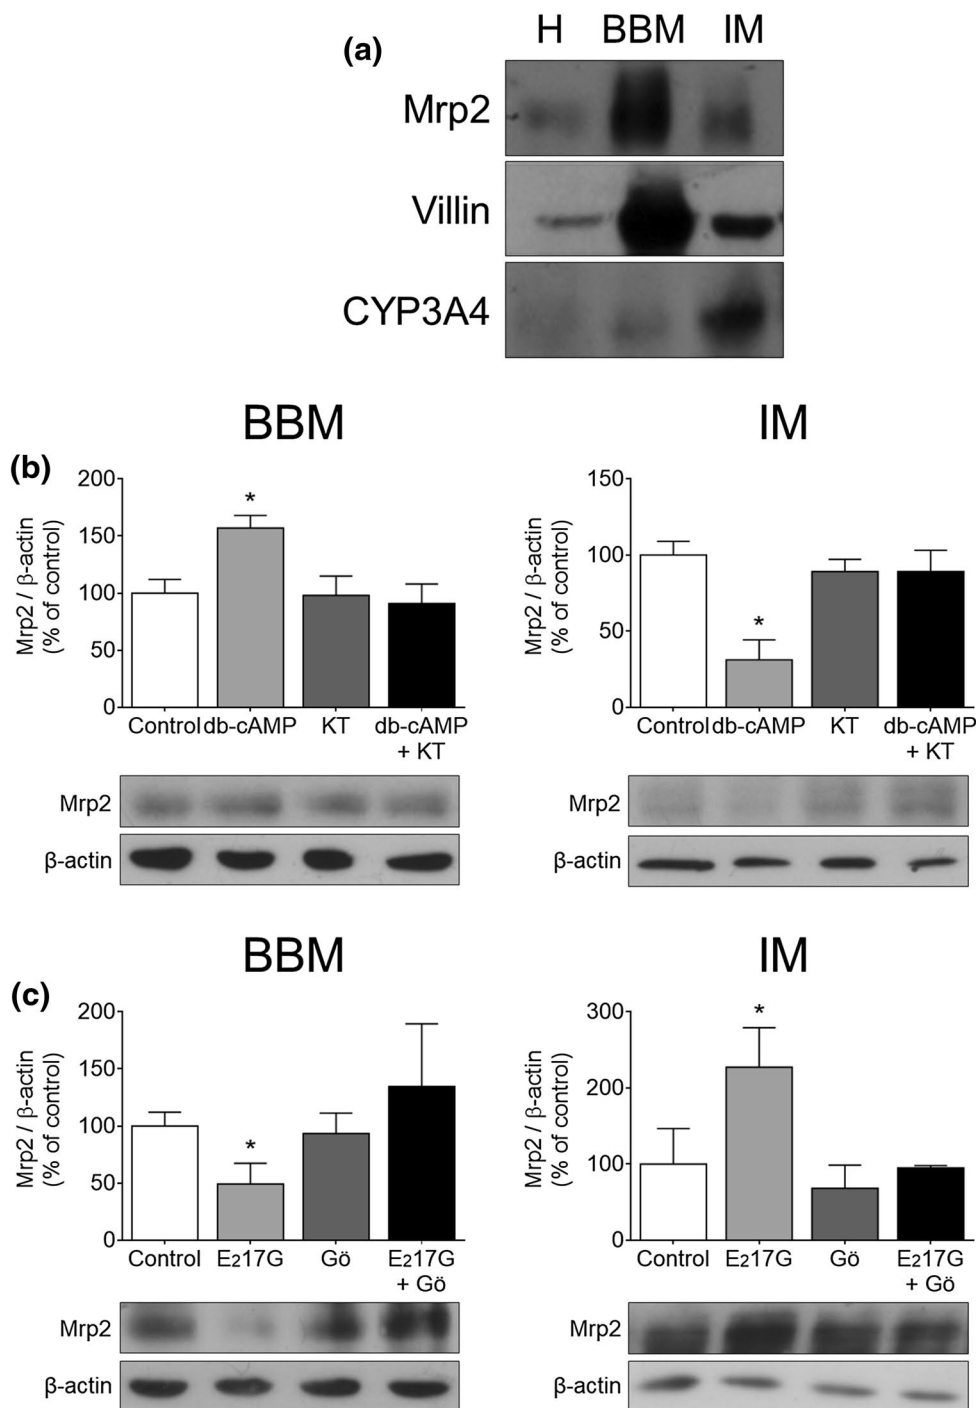 H BBM IM
(a)
Mrp2
Villin
CYP3A4
BBM IM
(b)
Mrp2 / β-actin
(% of control)
200
150
100
50
0
*
Control db-cAMP KT db-cAMP
+ KT
Mrp2
β-actin
Mrp2 / β-actin
(% of control)
150
100
50
0
*
Control db-cAMP KT db-cAMP
+ KT
Mrp2
β-actin
BBM IM
(c)
Mrp2 / β-actin
(% of control)
200
150
100
50
0
*
Control E217G Gö E217G
+ Gö
Mrp2
β-actin
Mrp2 / β-actin
(% of control)
300
200
100
0
*
Control E217G Gö E217G
+ Gö
Mrp2
β-actin